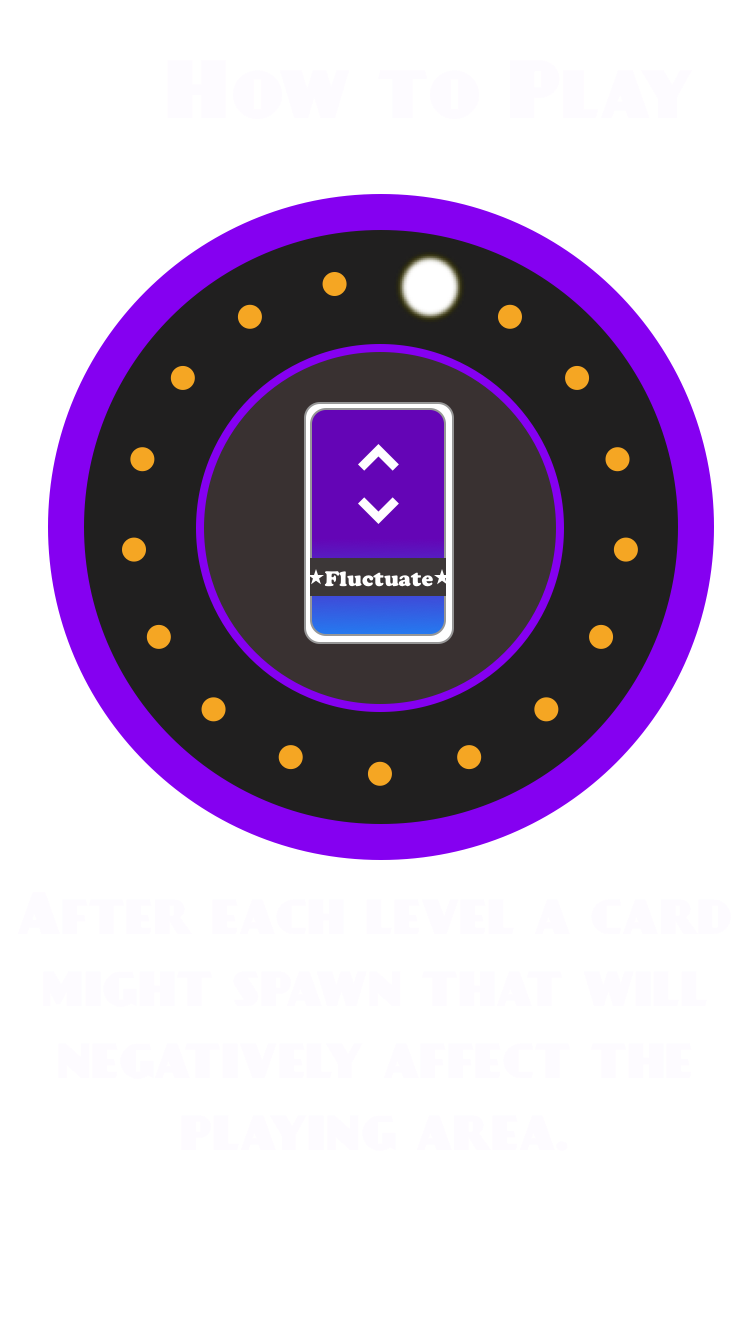 How to Play
★Fluctuate★
After each level a card
might spawn that will
negatively affect the
playing area.